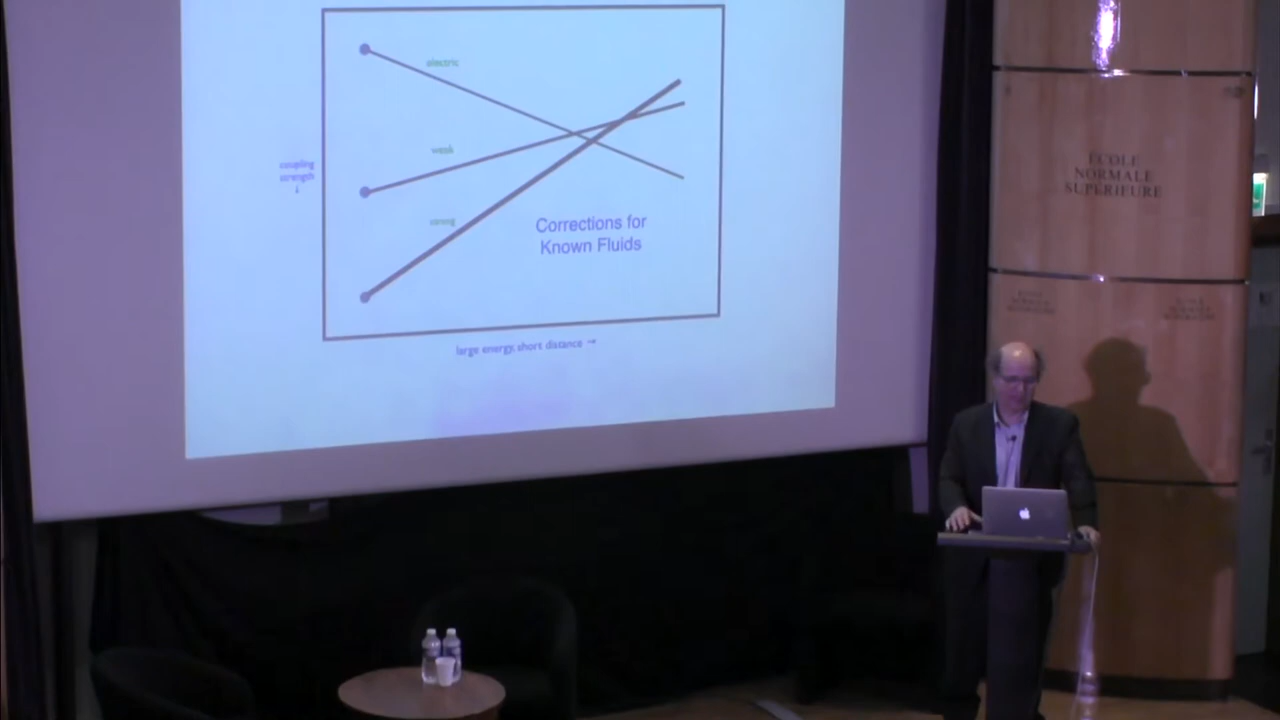 electric
weak
coupling
strength
↓
strong
Corrections for
Known Fluids
large energy, short distance →
ÉCOLE
NORMALE
SUPÉRIEURE